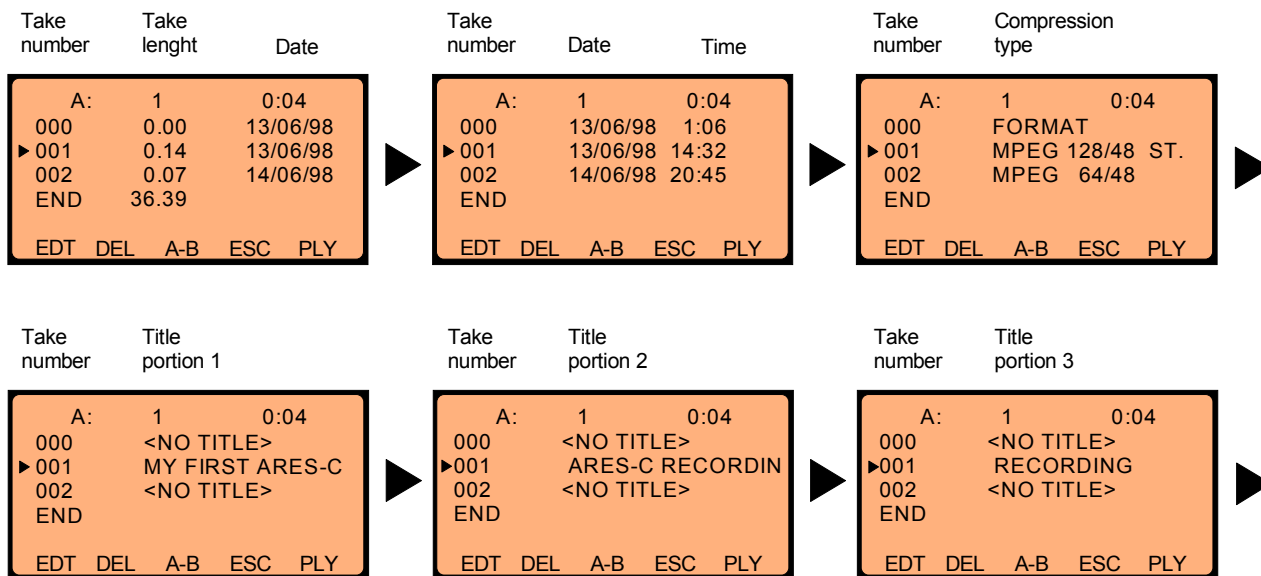 Take Take
number lenght Date
A: 1 0:04
000 0.00 13/06/98
001 0.14 13/06/98
002 0.07 14/06/98
END 36.39
EDT DEL A-B ESC PLY
Take
number Date Time
A: 1 0:04
000 13/06/98 1:06
001 13/06/98 14:32
002 14/06/98 20:45
END
EDT DEL A-B ESC PLY
Take Compression
number type
A: 1 0:04
000 FORMAT
001 MPEG 128/48 ST.
002 MPEG 64/48
END
EDT DEL A-B ESC PLY
Take Title
number portion 1
A: 1 0:04
000 <NO TITLE>
001 MY FIRST ARES-C
002 <NO TITLE>
END
EDT DEL A-B ESC PLY
Take Title
number portion 2
A: 1 0:04
000 <NO TITLE>
001 ARES-C RECORDIN
002 <NO TITLE>
END
EDT DEL A-B ESC PLY
Take Title
number portion 3
A: 1 0:04
000 <NO TITLE>
001 RECORDING
002 <NO TITLE>
END
EDT DEL A-B ESC PLY